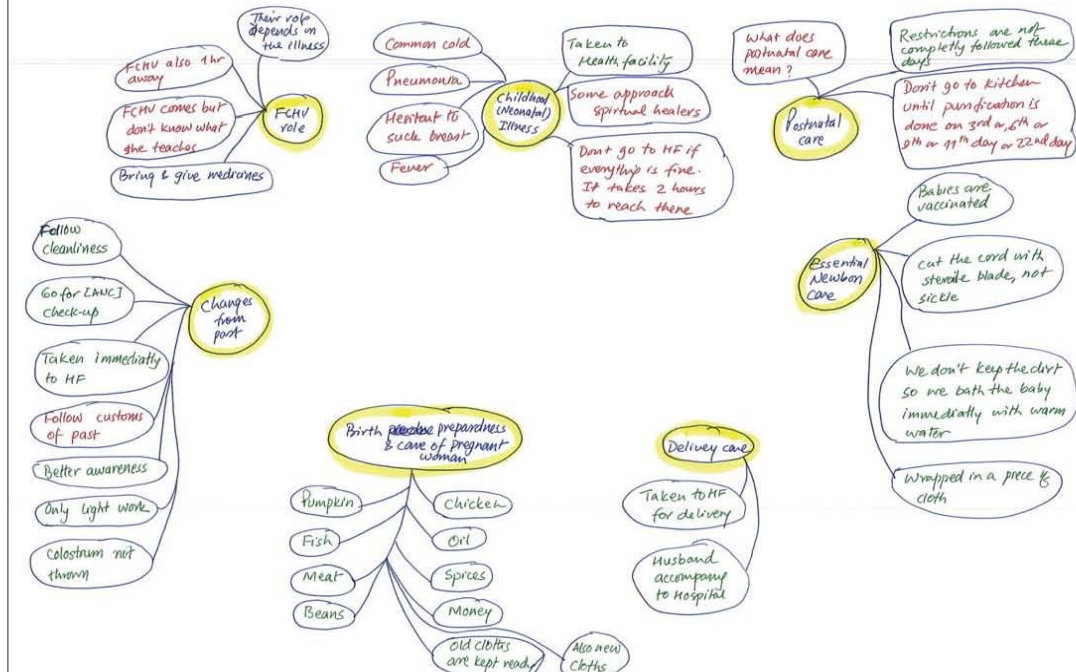 Their role
depends on
the illness
FCHV also thr
away
FCHV comes but
don't know what
she teaches
Bring & give medicines
FCHV
role
Common cold
Pneumonia
Hesitant to
suck breast
Fever
Childhood
(Neonatal)
Illness
Taken to
Health facility
Some approach
spirtual healers
Dont go to HF if
everything is fine.
It takes 2 hours
to reach there
What does
postnatal care
mean?
Postnatal
care
Restrictions are not
completly followed these
days
Don't go to kitchen
until purification is
done on 3rd or, 6th or
9th or 11th day or 22nd day
Follow
cleanliness
Go for [ANC]
check-up
Taken immediatly
to HF
Follow customs
of past
Better awareness
Only light work
Colostrum not
thrown
Changes
from
past
Birth prepardness
& care of pregnant
woman
Pumpkin
Fish
Meat
Beans
Chicken
Oil
Spices
Money
Old cloths
are kept ready
Also new
cloths
Delivey care
Taken to HF
for delivery
Husband
accompany
to Hospital
Essential
Newbon
care
Babies are
vaccinated
cut the cord with
sterile blade, not
sickle
We don't keep the dirt
so we bath the baby
immediatly with warm
water
Wrapped in a piece of
cloth